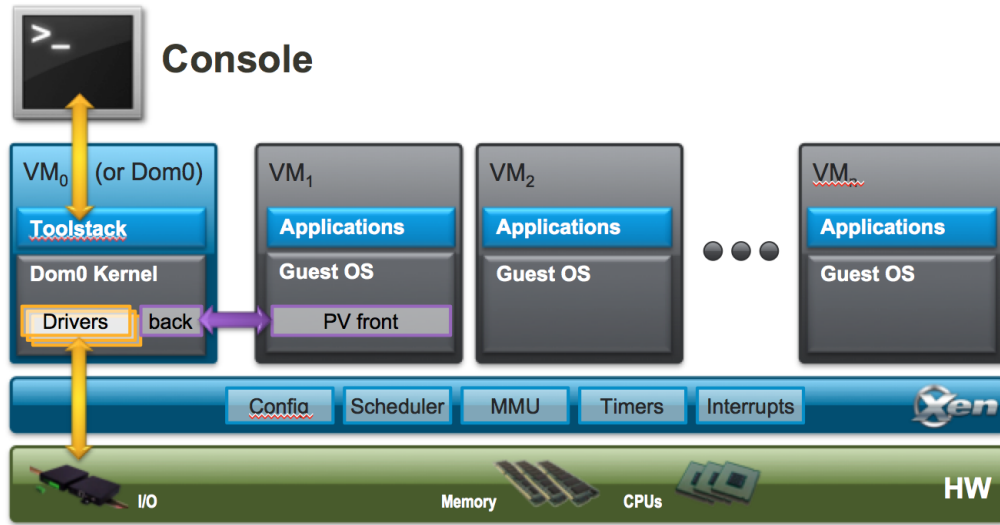 >_
Console
VM0 (or Dom0)
Toolstack
Dom0 Kernel
Drivers
back
VM1
Applications
Guest OS
PV front
VM2
Applications
Guest OS
VMn
Applications
Guest OS
Config
Scheduler
MMU
Timers
Interrupts
Xen
I/O
Memory
CPUs
HW